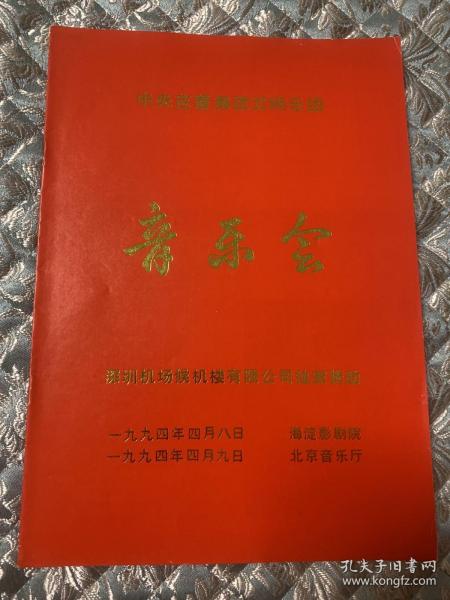 中央芭蕾舞团交响乐团
音乐会
深圳机场候机楼有限公司独家赞助
一九九四年四月八日 海淀影剧院
一九九四年四月九日 北京音乐厅
孔夫子旧书网
www.kongfz.com